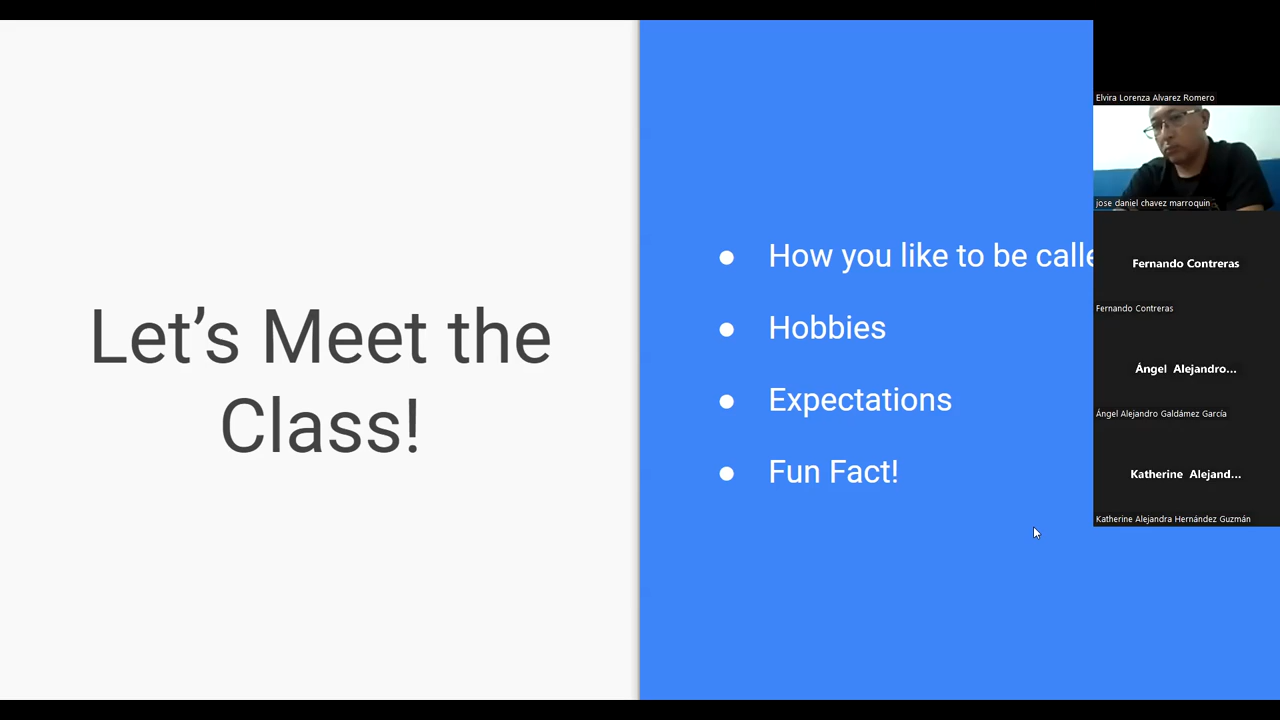 Let’s Meet the
Class!
● How you like to be calle
● Hobbies
● Expectations
● Fun Fact!
Elvira Lorenza Alvarez Romero
jose daniel chavez marroquin
Fernando Contreras
Fernando Contreras
Ángel Alejandro...
Ángel Alejandro Galdámez García
Katherine Alejand...
Katherine Alejandra Hernández Guzmán